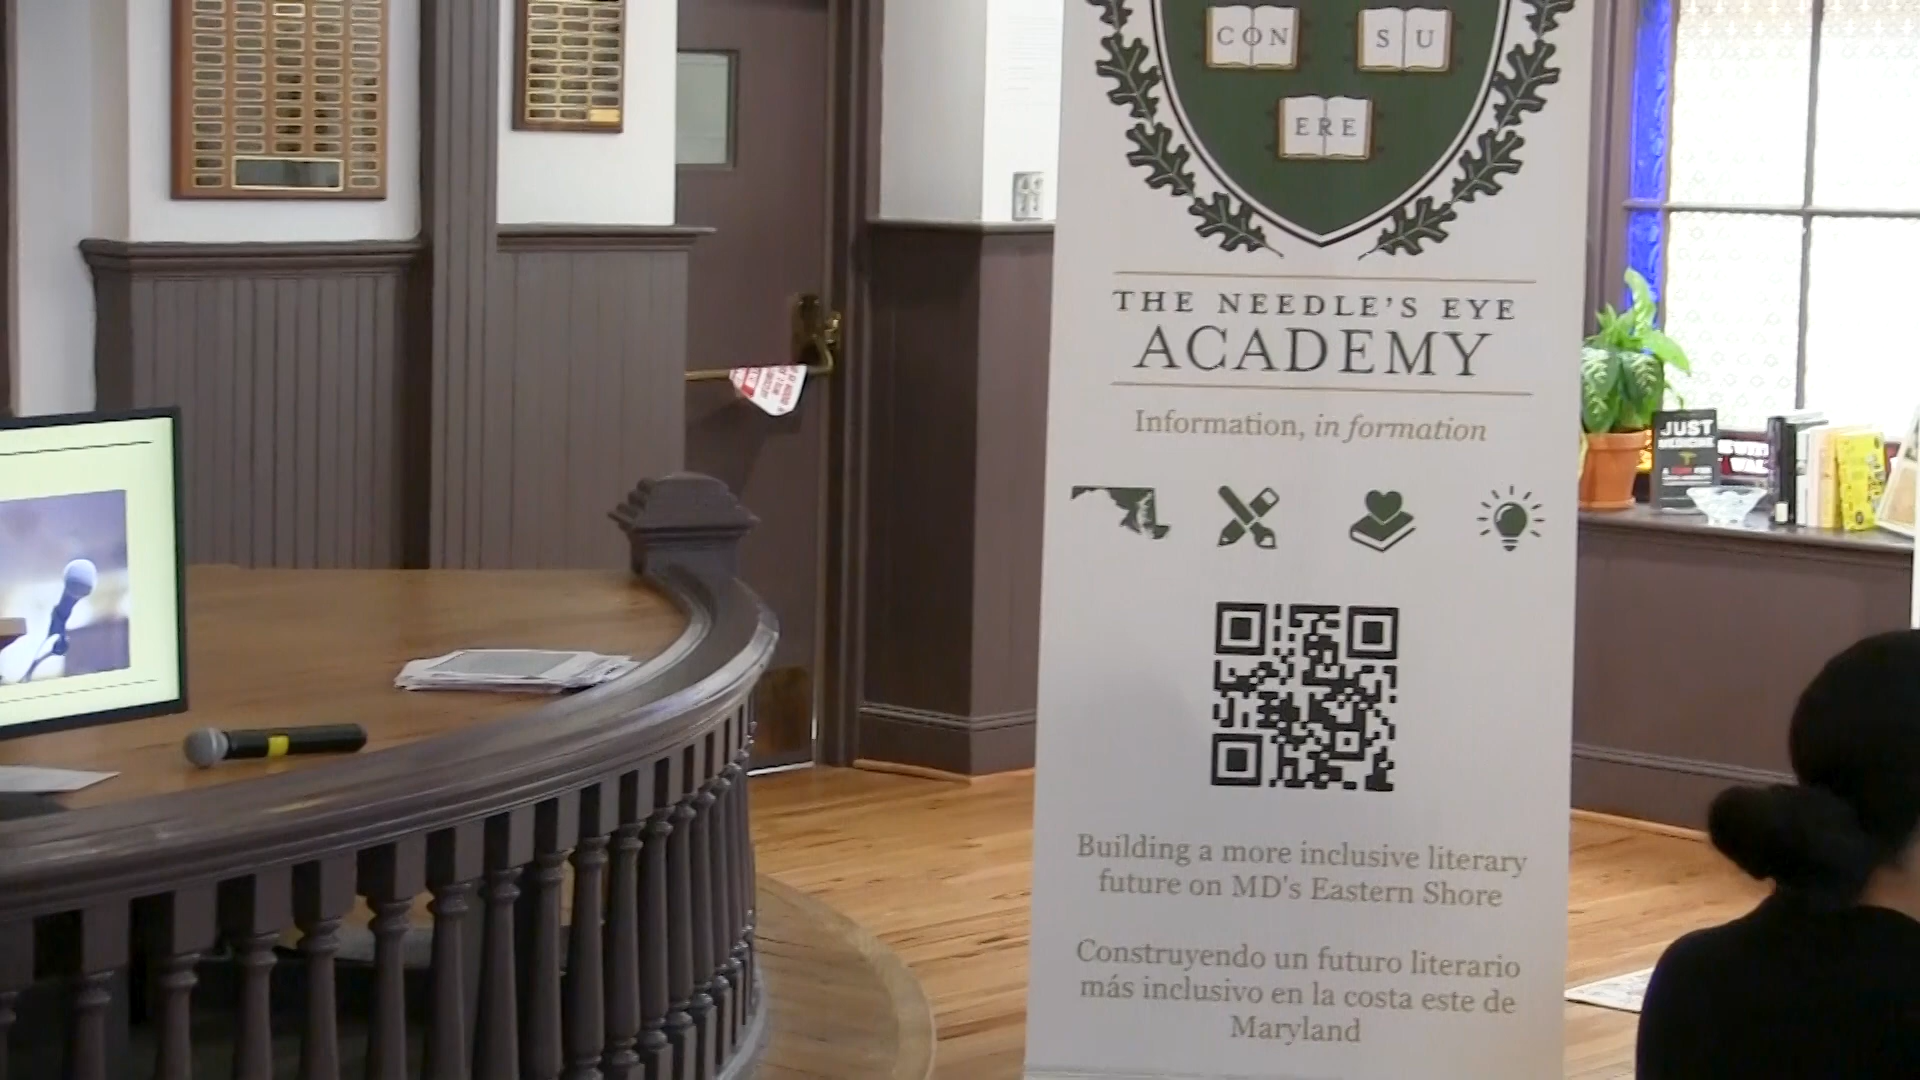 CON SU
ERE
THE NEEDLE'S EYE
ACADEMY
Information, in formation
Building a more inclusive literary
future on MD's Eastern Shore
Construyendo un futuro literario
más inclusivo en la costa este de
Maryland
JUST
MEDICINE